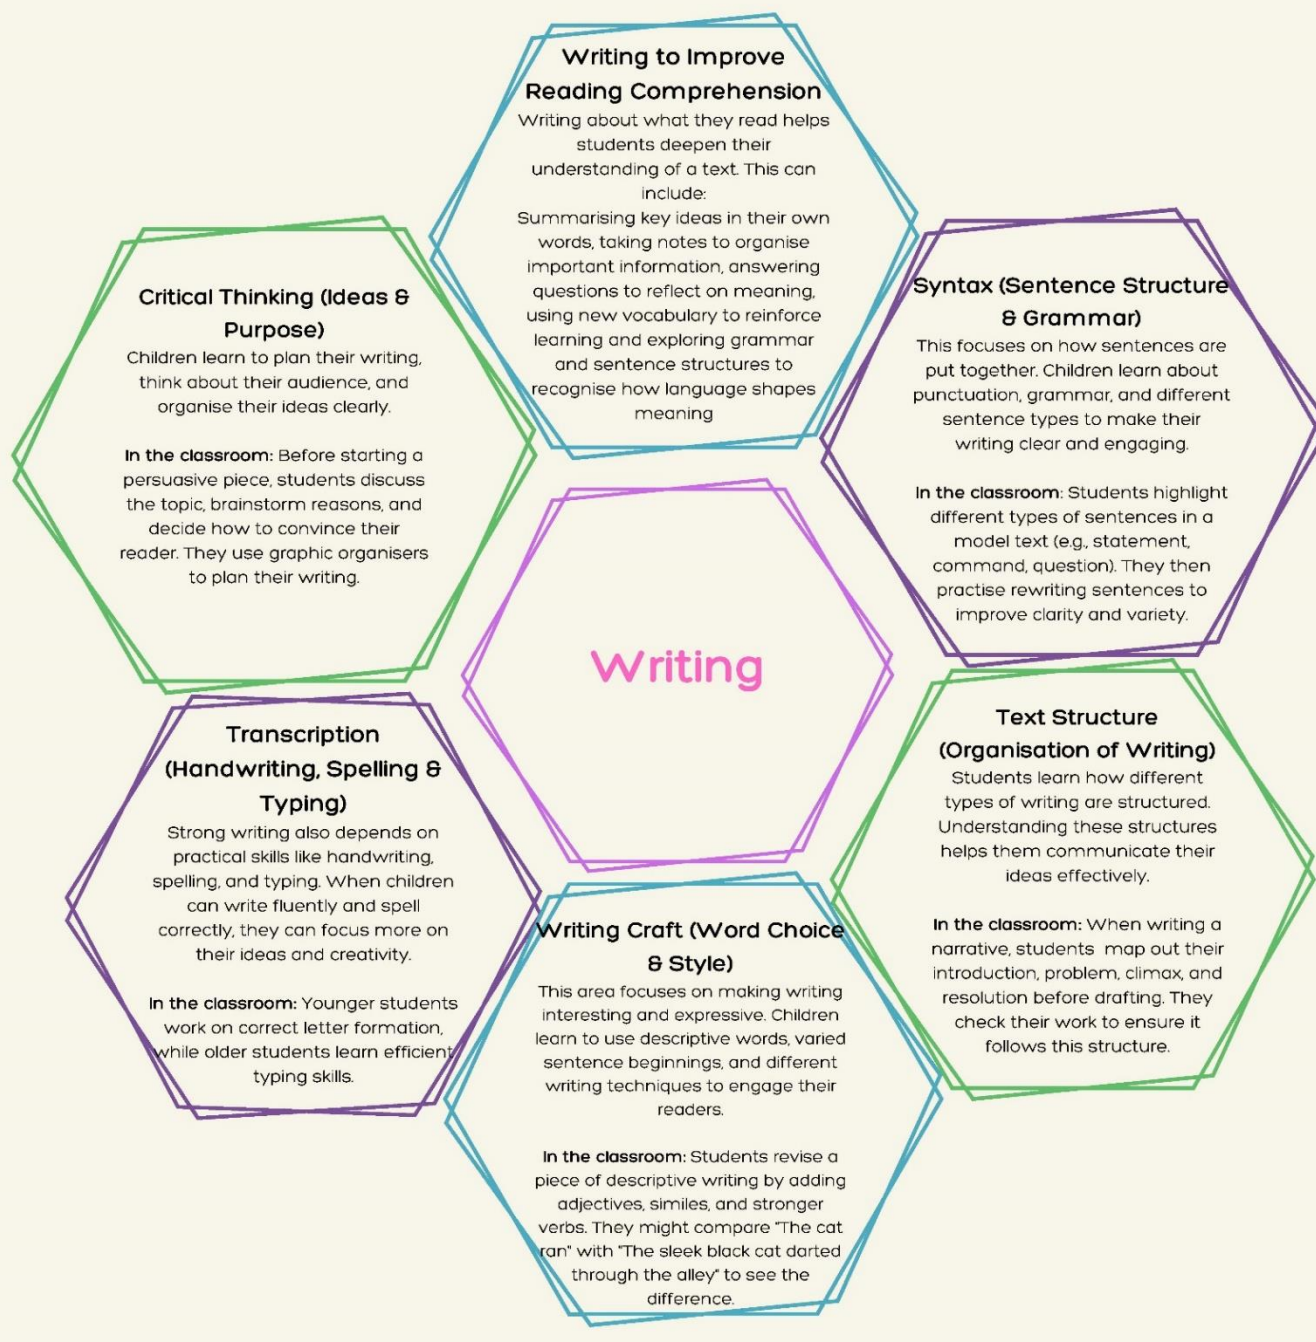 Writing to Improve
Reading Comprehension
Writing about what they read helps
students deepen their
understanding of a text. This can
include:
Summarising key ideas in their own
words, taking notes to organise
important information, answering
questions to reflect on meaning,
using new vocabulary to reinforce
learning and exploring grammar
and sentence structures to
recognise how language shapes
meaning
Critical Thinking (Ideas &
Purpose)
Children learn to plan their writing,
think about their audience, and
organise their ideas clearly.
In the classroom: Before starting a
persuasive piece, students discuss
the topic, brainstorm reasons, and
decide how to convince their
reader. They use graphic organisers
to plan their writing.
Syntax (Sentence Structure
& Grammar)
This focuses on how sentences are
put together. Children learn about
punctuation, grammar, and different
sentence types to make their
writing clear and engaging.
In the classroom: Students highlight
different types of sentences in a
model text (e.g., statement,
command, question). They then
practise rewriting sentences to
improve clarity and variety.
Writing
Transcription
(Handwriting, Spelling &
Typing)
Strong writing also depends on
practical skills like handwriting,
spelling, and typing. When children
can write fluently and spell
correctly, they can focus more on
their ideas and creativity.
In the classroom: Younger students
work on correct letter formation,
while older students learn efficient
typing skills.
Text Structure
(Organisation of Writing)
Students learn how different
types of writing are structured.
Understanding these structures
helps them communicate their
ideas effectively.
In the classroom: When writing a
narrative, students map out their
introduction, problem, climax, and
resolution before drafting. They
check their work to ensure it
follows this structure.
Writing Craft (Word Choice
& Style)
This area focuses on making writing
interesting and expressive. Children
learn to use descriptive words, varied
sentence beginnings, and different
writing techniques to engage their
readers.
In the classroom: Students revise a
piece of descriptive writing by adding
adjectives, similes, and stronger
verbs. They might compare "The cat
ran" with "The sleek black cat darted
through the alley" to see the
difference.